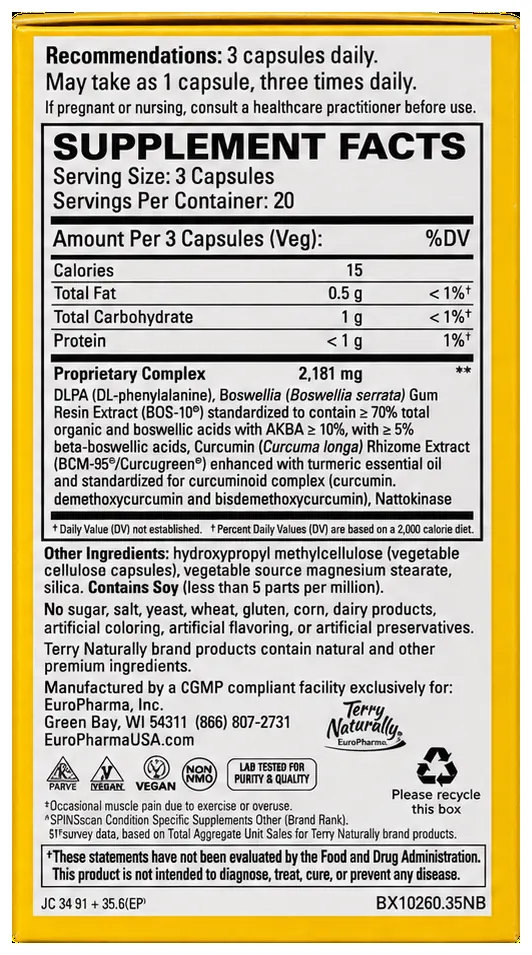 Recommendations: 3 capsules daily.
May take as 1 capsule, three times daily.
If pregnant or nursing, consult a healthcare practitioner before use.
SUPPLEMENT FACTS
Serving Size: 3 Capsules
Servings Per Container: 20
Amount Per 3 Capsules (Veg): %DV
Calories 15
Total Fat 0.5 g < 1%†
Total Carbohydrate 1 g < 1%†
Protein < 1 g 1%†
Proprietary Complex 2,181 mg **
DLPA (DL-phenylalanine), Boswellia (Boswellia serrata) Gum
Resin Extract (BOS-10®) standardized to contain ≥ 70% total
organic and boswellic acids with AKBA ≥ 10%, with ≥ 5%
beta-boswellic acids, Curcumin (Curcuma longa) Rhizome Extract
(BCM-95®/Curcugreen®) enhanced with turmeric essential oil
and standardized for curcuminoid complex (curcumin.
demethoxycurcumin and bisdemethoxycurcumin), Nattokinase
† Daily Value (DV) not established. † Percent Daily Values (DV) are based on a 2,000 calorie diet.
Other Ingredients: hydroxypropyl methylcellulose (vegetable
cellulose capsules), vegetable source magnesium stearate,
silica. Contains Soy (less than 5 parts per million).
No sugar, salt, yeast, wheat, gluten, corn, dairy products,
artificial coloring, artificial flavoring, or artificial preservatives.
Terry Naturally brand products contain natural and other
premium ingredients.
Manufactured by a CGMP compliant facility exclusively for:
EuroPharma, Inc.
Green Bay, WI 54311 (866) 807-2731
EuroPharmaUSA.com
Terry
Naturally®
EuroPharma
PARVE
VEGAN
VEGAN
NON
NMO
LAB TESTED FOR
PURITY & QUALITY
Please recycle
this box
‡Occasional muscle pain due to exercise or overuse.
^SPINSscan Condition Specific Supplements Other (Brand Rank).
survey data, based on Total Aggregate Unit Sales for Terry Naturally brand products.
†These statements have not been evaluated by the Food and Drug Administration.
This product is not intended to diagnose, treat, cure, or prevent any disease.
JC 34 91 + 35.6(EP)
BX10260.35NB